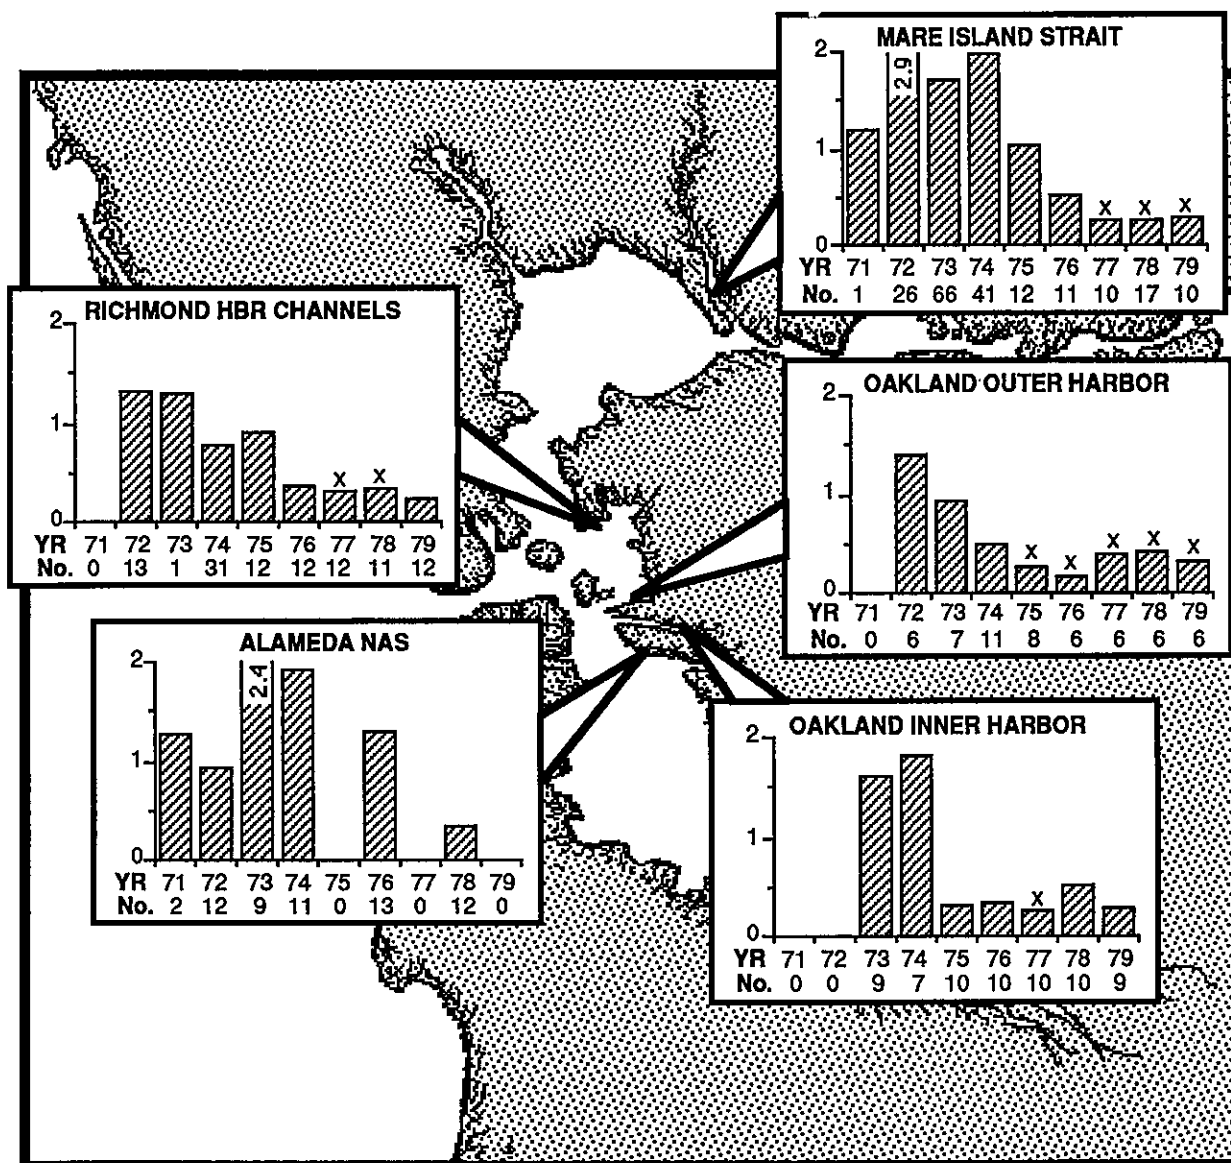 MARE ISLAND STRAIT
2
2.9
1
x x x
0
YR 71 72 73 74 75 76 77 78 79
No. 1 26 66 41 12 11 10 17 10
RICHMOND HBR CHANNELS
2
1
x x
0
YR 71 72 73 74 75 76 77 78 79
No. 0 13 1 31 12 12 12 11 12
OAKLAND OUTER HARBOR
2
1
x x x x x
0
YR 71 72 73 74 75 76 77 78 79
No. 0 6 7 11 8 6 6 6 6
ALAMEDA NAS
2
2.4
1
0
YR 71 72 73 74 75 76 77 78 79
No. 2 12 9 11 0 13 0 12 0
OAKLAND INNER HARBOR
2
1
x
0
YR 71 72 73 74 75 76 77 78 79
No. 0 0 9 7 10 10 10 10 9